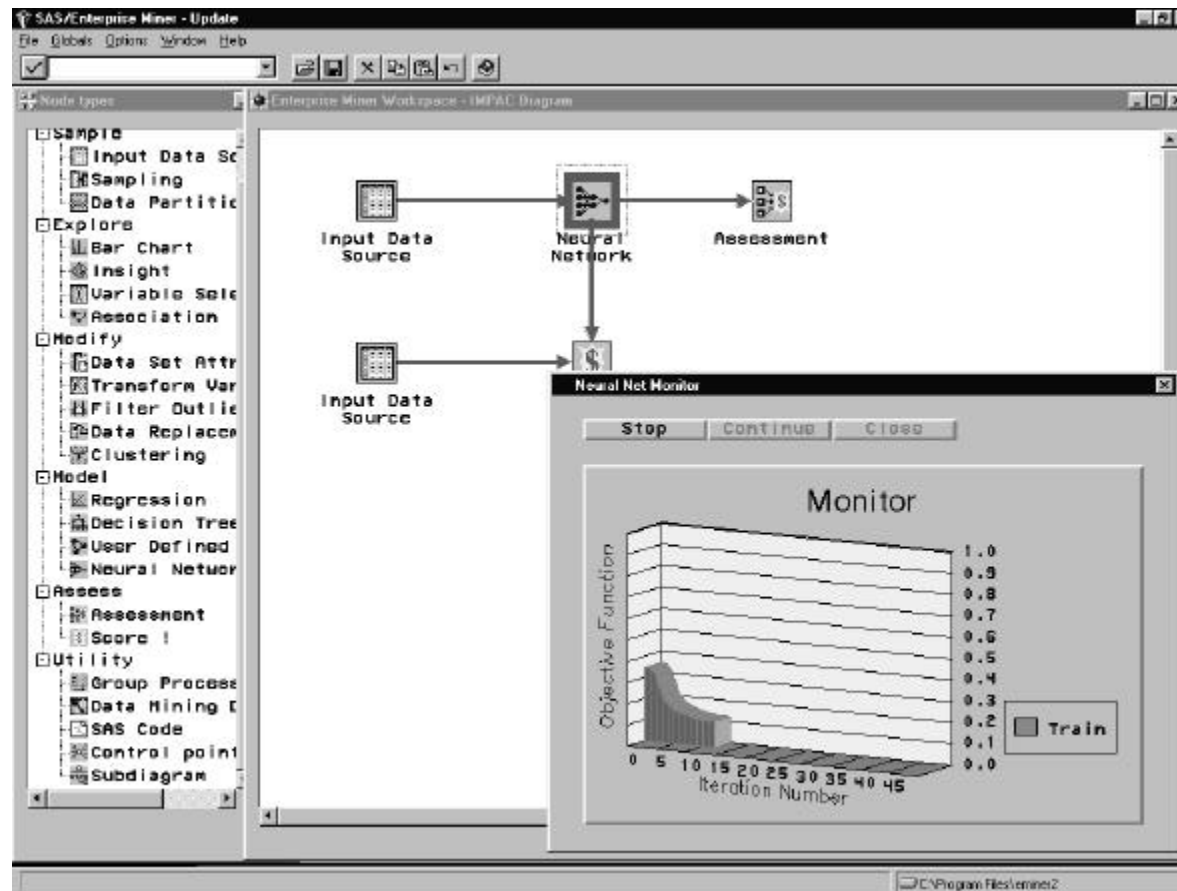 SAS/Enterprise Miner - Update
File Globals Options Window Help
Node types
Enterprise Miner Workspace - IMPAC Diagram
Sample
Input Data So
Sampling
Data Partitio
Explore
Bar Chart
Insight
Variable Sele
Association
Modify
Data Set Attr
Transform Var
Filter Outlie
Data Replacem
Clustering
Model
Regression
Decision Tree
User Defined
Neural Networ
Assess
Assessment
Score !
Utility
Group Process
Data Mining D
SAS Code
Control point
Subdiagram
Input Data
Source
Neural
Network
Assessment
Input Data
Source
$
Neural Net Monitor
Stop Continue Close
Monitor
Objective Function
1.0
0.9
0.8
0.7
0.6
0.5
0.4
0.3
0.2
0.1
0.0
Train
0 5 10 15 20 25 30 35 40 45
Iteration Number
C:\Program Files\eminer2